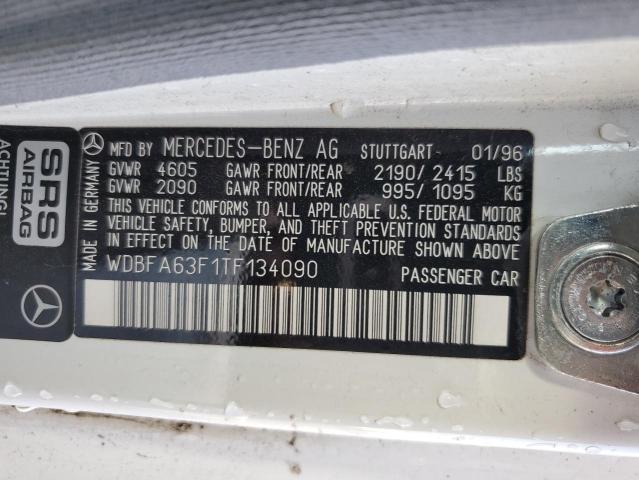 ACHTUNG!
SRS
AIRBAG
MADE IN GERMANY
MFD. BY MERCEDES-BENZ AG STUTTGART- 01/96
GVWR 4605 GAWR FRONT/REAR 2190/ 2415 LBS
GVWR 2090 GAWR FRONT/REAR 995/ 1095 KG
THIS VEHICLE CONFORMS TO ALL APPLICABLE U.S. FEDERAL MOTOR
VEHICLE SAFETY, BUMPER, AND THEFT PREVENTION STANDARDS
IN EFFECT ON THE DATE OF MANUFACTURE SHOWN ABOVE
WDBFA63F1TF134090 PASSENGER CAR